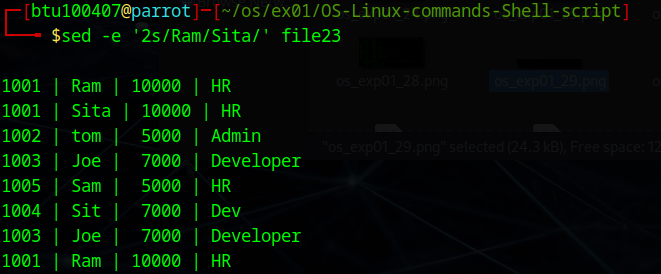 ┌─[btu100407@parrot]─[~/os/ex01/OS-Linux-commands-Shell-script]
└──╼ $sed -e '2s/Ram/Sita/' file23
os_exp01_28.png os_exp01_29.png
1001 | Ram | 10000 | HR
1001 | Sita | 10000 | HR
1002 | tom |  5000 | Admin
"os_exp01_29.png" selected (24.3 kB), Free space: 12
1003 | Joe |  7000 | Developer
1005 | Sam |  5000 | HR
1004 | Sit |  7000 | Dev
1003 | Joe |  7000 | Developer
1001 | Ram | 10000 | HR